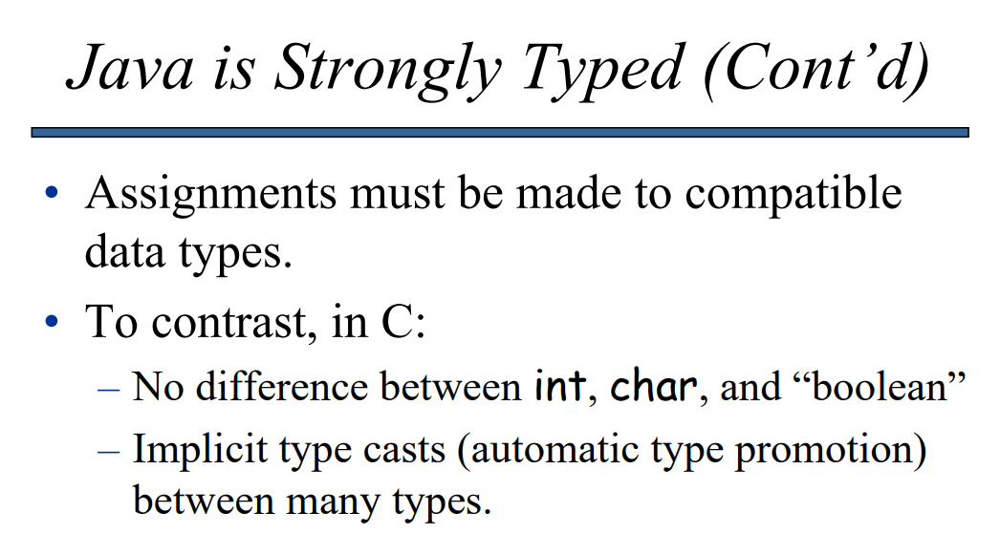 Java is Strongly Typed (Cont’d)
• Assignments must be made to compatible
data types.
• To contrast, in C:
– No difference between int, char, and “boolean”
– Implicit type casts (automatic type promotion)
between many types.